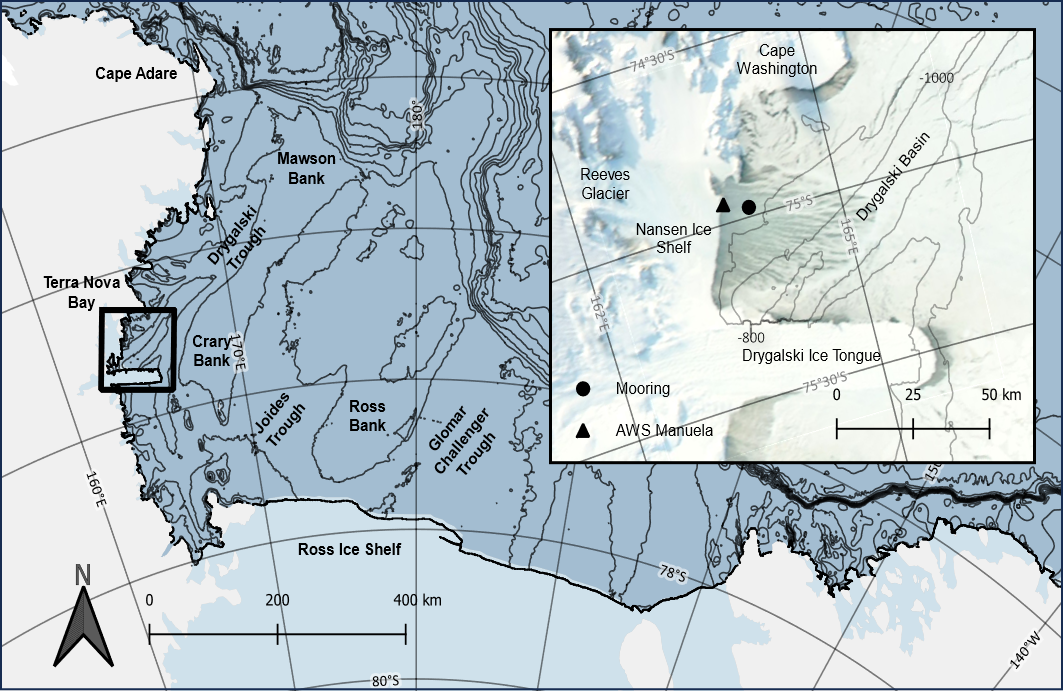 Cape Adare
180°
Mawson
Bank
Drygalski
Trough
Terra Nova
Bay
Crary
Bank
170°E
Joides
Trough
Ross
Bank
Glomar
Challenger
Trough
160°E
Ross Ice Shelf
78°S
N
0
200
400 km
80°S
140°W
74°30'S
Cape
Washington
-1000
Reeves
Glacier
Drygalski Basin
75°S
165°E
Nansen Ice
Shelf
162°E
-800
Drygalski Ice Tongue
75°30'S
Mooring
AWS Manuela
0
25
50 km